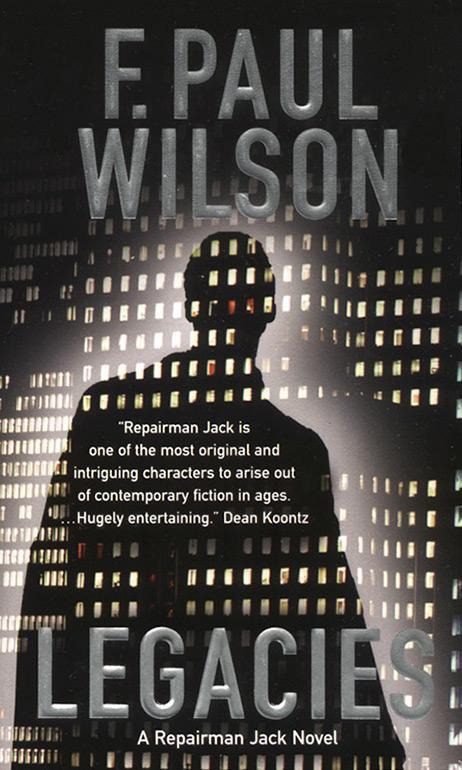 F. PAUL
WILSON
"Repairman Jack is
one of the most original and
intriguing characters to arise out
of contemporary fiction in ages.
...Hugely entertaining." Dean Koontz
LEGACIES
A Repairman Jack Novel